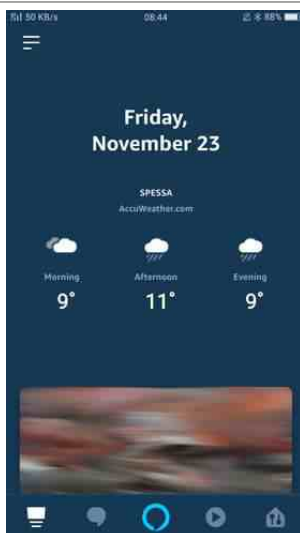 50 KB/s 08:44 88%
Friday,
November 23
SPESSA
AccuWeather.com
Morning Afternoon Evening
9° 11° 9°